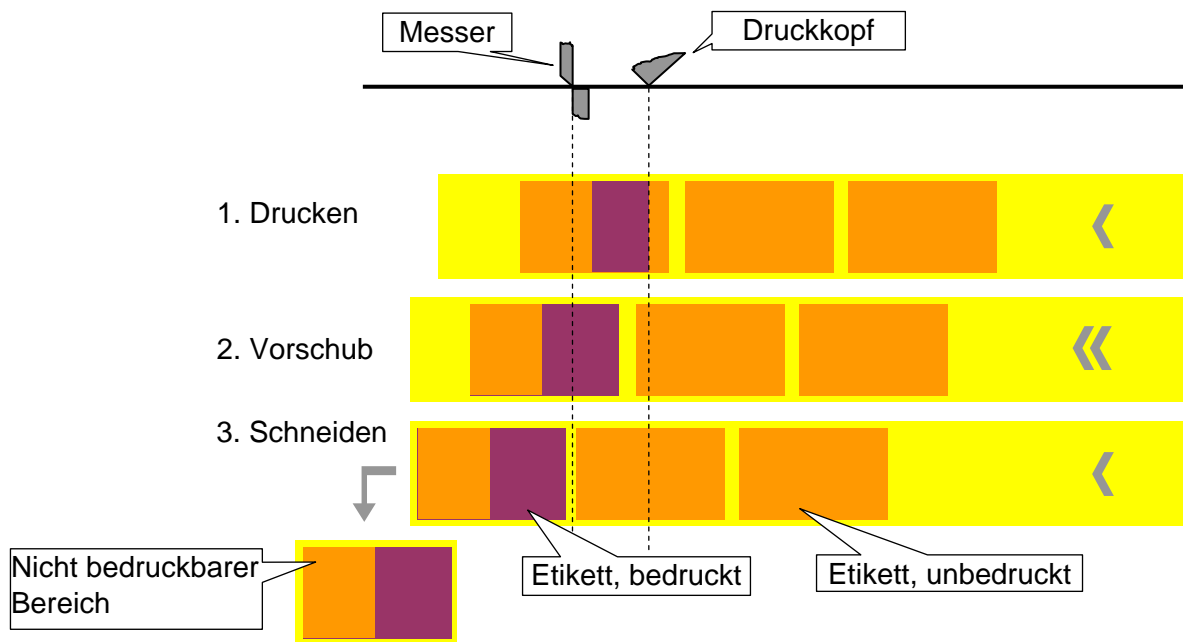 Messer
Druckkopf
1. Drucken
2. Vorschub
3. Schneiden
Nicht bedruckbarer
Bereich
Etikett, bedruckt
Etikett, unbedruckt